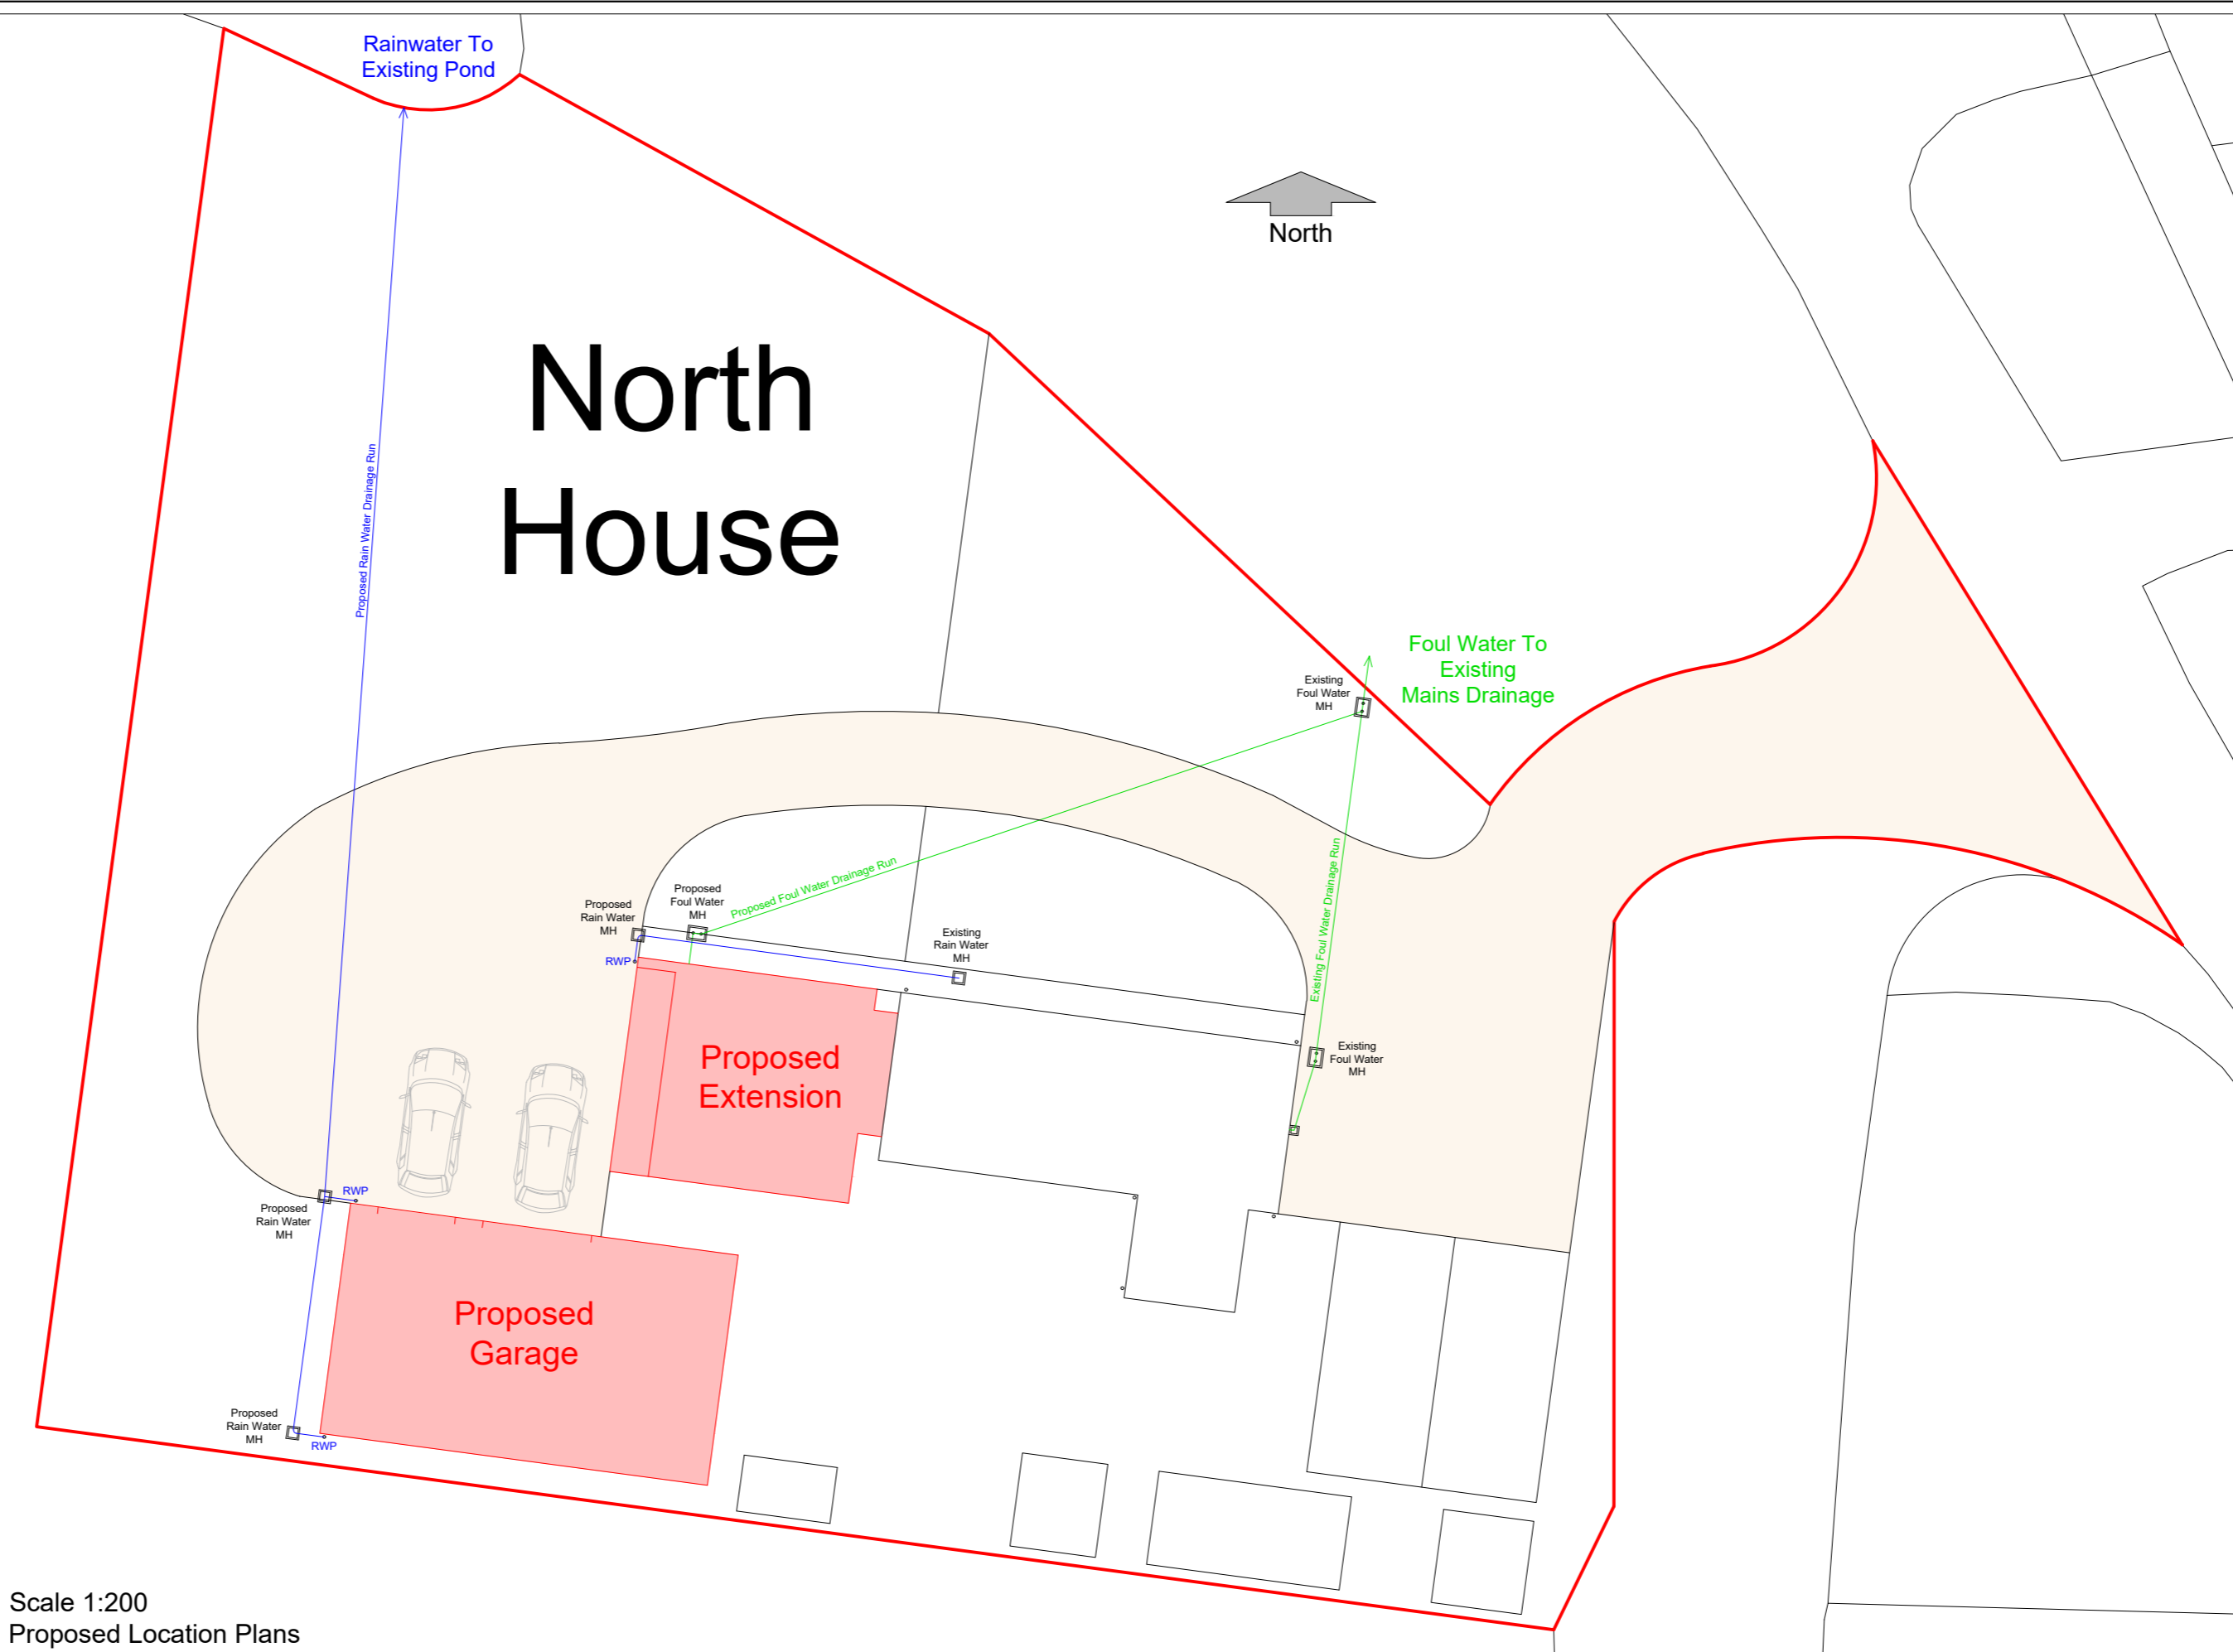 Rainwater To
Existing Pond
North
North
House
Proposed Rain Water Drainage Run
Foul Water To
Existing
Mains Drainage
Existing
Foul Water
MH
Proposed Foul Water Drainage Run
Existing Foul Water Drainage Run
Proposed
Foul Water
MH
Proposed
Rain Water
MH
Existing
Rain Water
MH
RWP
Proposed
Extension
Existing
Foul Water
MH
RWP
Proposed
Rain Water
MH
Proposed
Garage
Proposed
Rain Water
MH
RWP
Scale 1:200
Proposed Location Plans